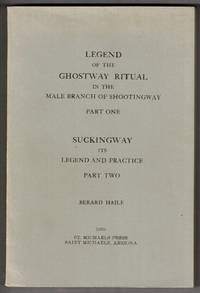 LEGEND
OF THE
GHOSTWAY RITUAL
IN THE
MALE BRANCH OF SHOOTINGWAY
PART ONE
SUCKINGWAY
ITS
LEGEND AND PRACTICE
PART TWO
BERARD HAILE
ST. MICHAELS PRESS
SAINT MICHAELS, ARIZONA